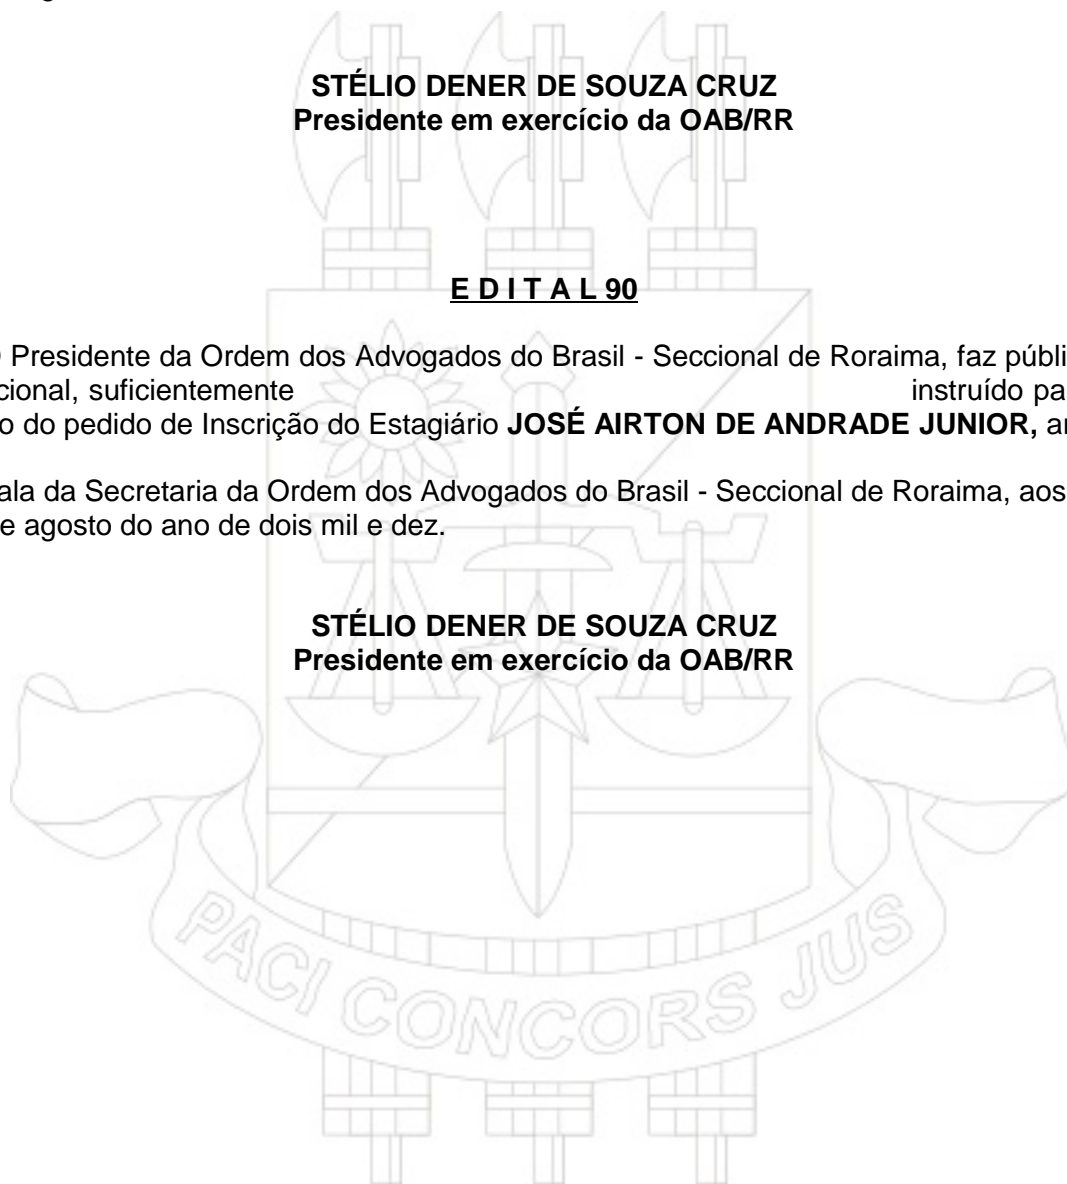 STÉLIO DENER DE SOUZA CRUZ
Presidente em exercício da OAB/RR
E D I T A L 90
Presidente da Ordem dos Advogados do Brasil - Seccional de Roraima, faz públi
cional, suficientemente instruído pa
o do pedido de Inscrição do Estagiário JOSÉ AIRTON DE ANDRADE JUNIOR, a
ala da Secretaria da Ordem dos Advogados do Brasil - Seccional de Roraima, aos
e agosto do ano de dois mil e dez.
STÉLIO DENER DE SOUZA CRUZ
Presidente em exercício da OAB/RR
PACI CONCORS JUS